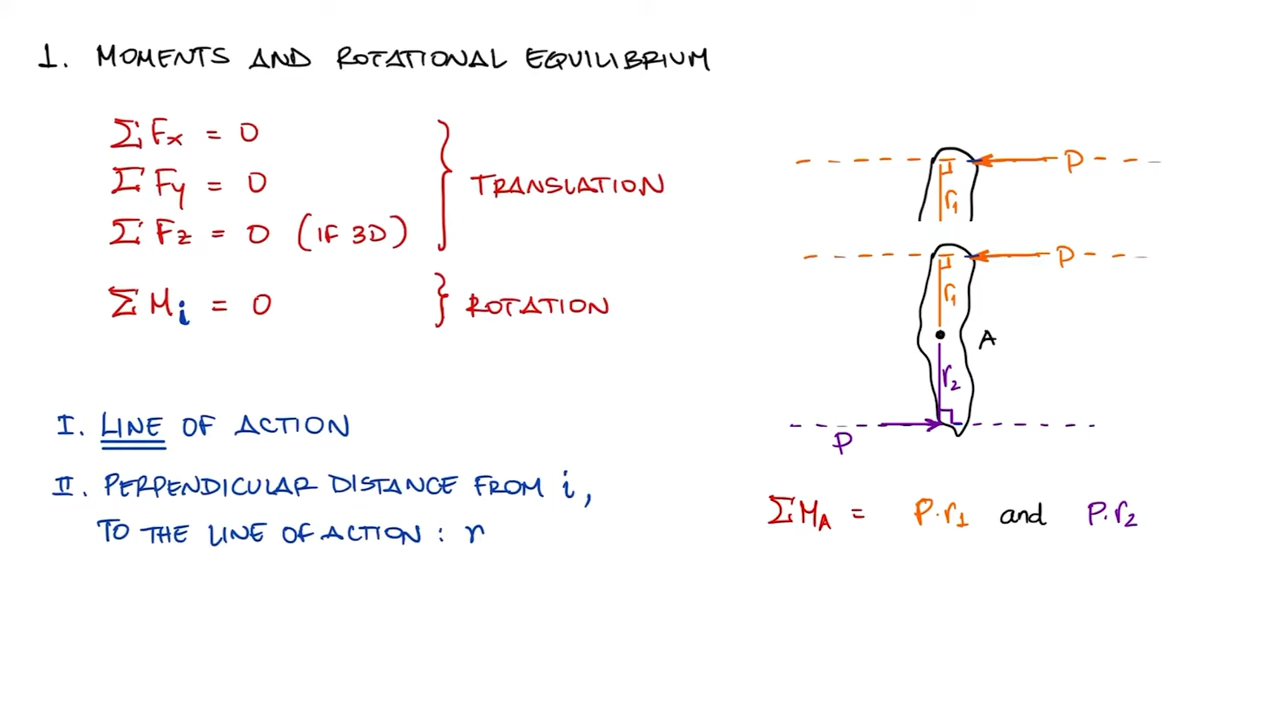 1. MOMENTS AND ROTATIONAL EQUILIBRIUM
ΣFx = 0
ΣFy = 0
ΣFz = 0 (IF 3D)
} TRANSLATION
ΣMi = 0
} ROTATION
I. LINE OF ACTION
II. PERPENDICULAR DISTANCE FROM i,
TO THE LINE OF ACTION : r
P
r1
P
r1
A
r2
P
ΣMA = P·r1 and P·r2